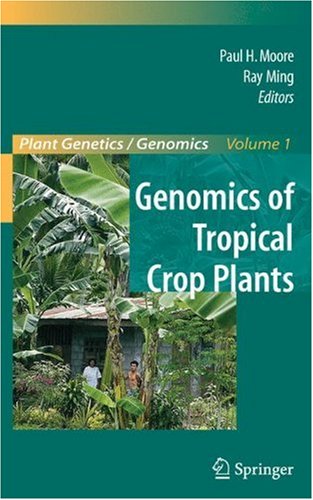 Paul H. Moore
Ray Ming
Editors
Plant Genetics / Genomics Volume 1
Genomics of
Tropical
Crop Plants
Springer